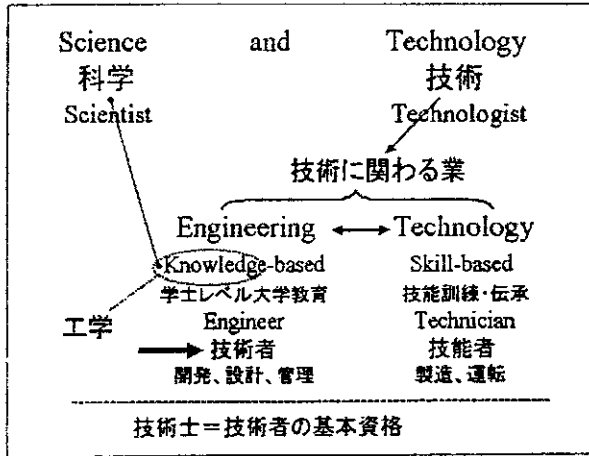 Science and Technology
科学 技術
Scientist Technologist
技術に関わる業
Engineering Technology
Knowledge-based Skill-based
学士レベル大学教育 技能訓練・伝承
工学 Engineer Technician
技術者 技能者
開発、設計、管理 製造、運転
技術士=技術者の基本資格